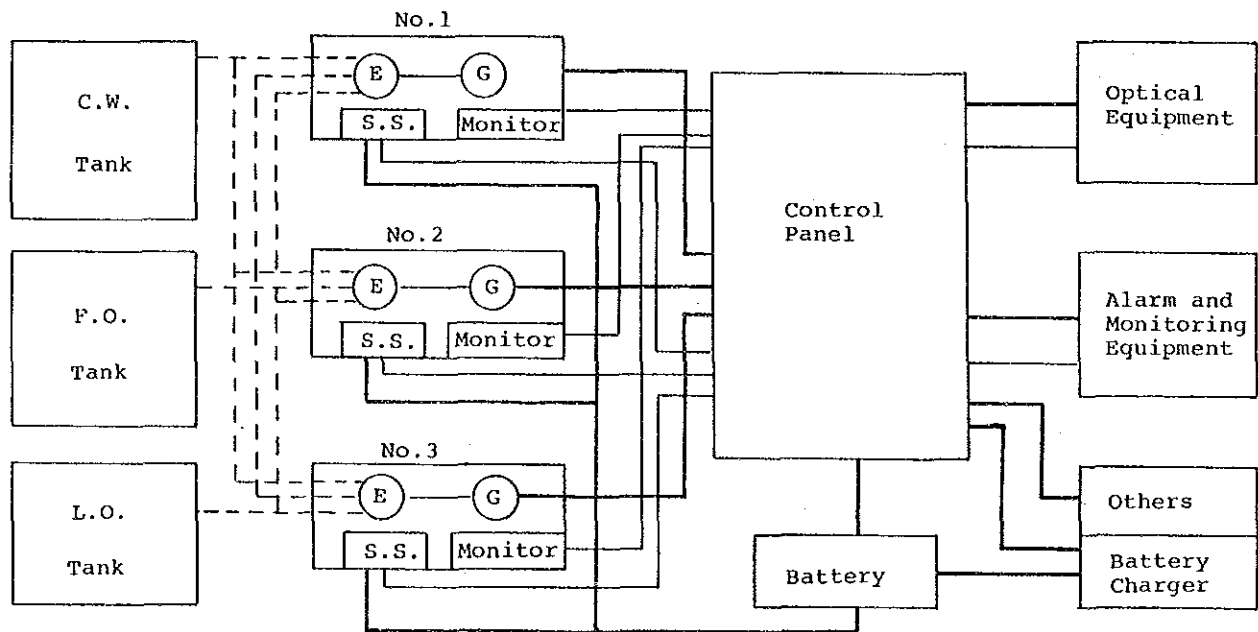 No.1
C.W.
Tank
E
G
S.S.
Monitor
No.2
F.O.
Tank
E
G
S.S.
Monitor
No.3
L.O.
Tank
E
G
S.S.
Monitor
Control
Panel
Battery
Optical
Equipment
Alarm and
Monitoring
Equipment
Others
Battery
Charger